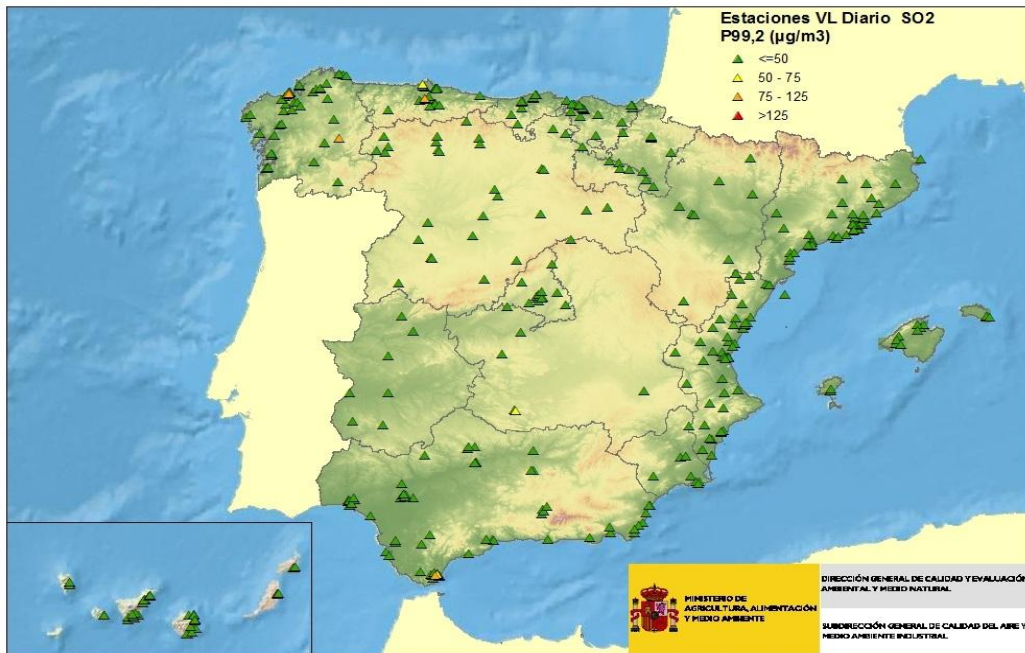 Estaciones VL Diario SO2
P99,2 (µg/m3)
<=50
50 - 75
75 - 125
>125
MINISTERIO DE
AGRICULTURA, ALIMENTACIÓN
Y MEDIO AMBIENTE
DIRECCIÓN GENERAL DE CALIDAD Y EVALUACIÓN
AMBIENTAL Y MEDIO NATURAL
SUBDIRECCIÓN GENERAL DE CALIDAD DEL AIRE Y
MEDIO AMBIENTE INDUSTRIAL